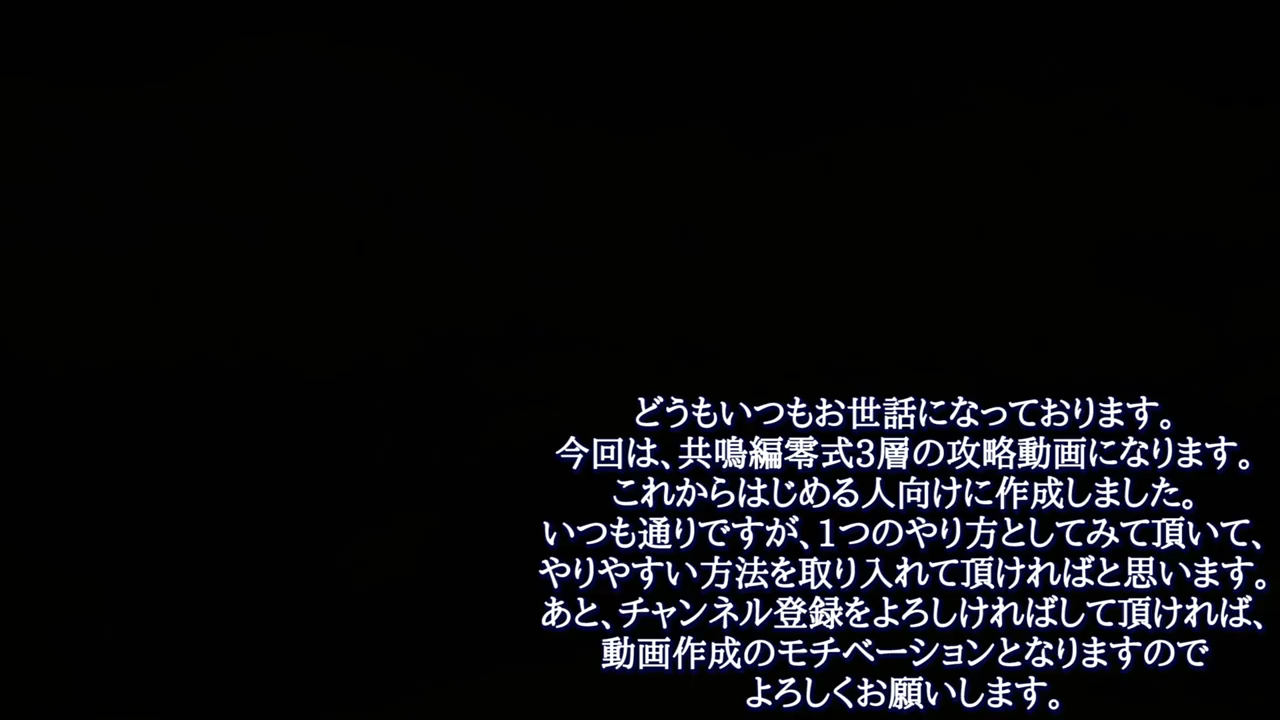 どうもいつもお世話になっております。
今回は、共鳴編零式3層の攻略動画になります。
これからはじめる人向けに作成しました。
いつも通りですが、1つのやり方としてみて頂いて、
やりやすい方法を取り入れて頂ければと思います。
あと、チャンネル登録をよろしければして頂ければ、
動画作成のモチベーションとなりますので
よろしくお願いします。